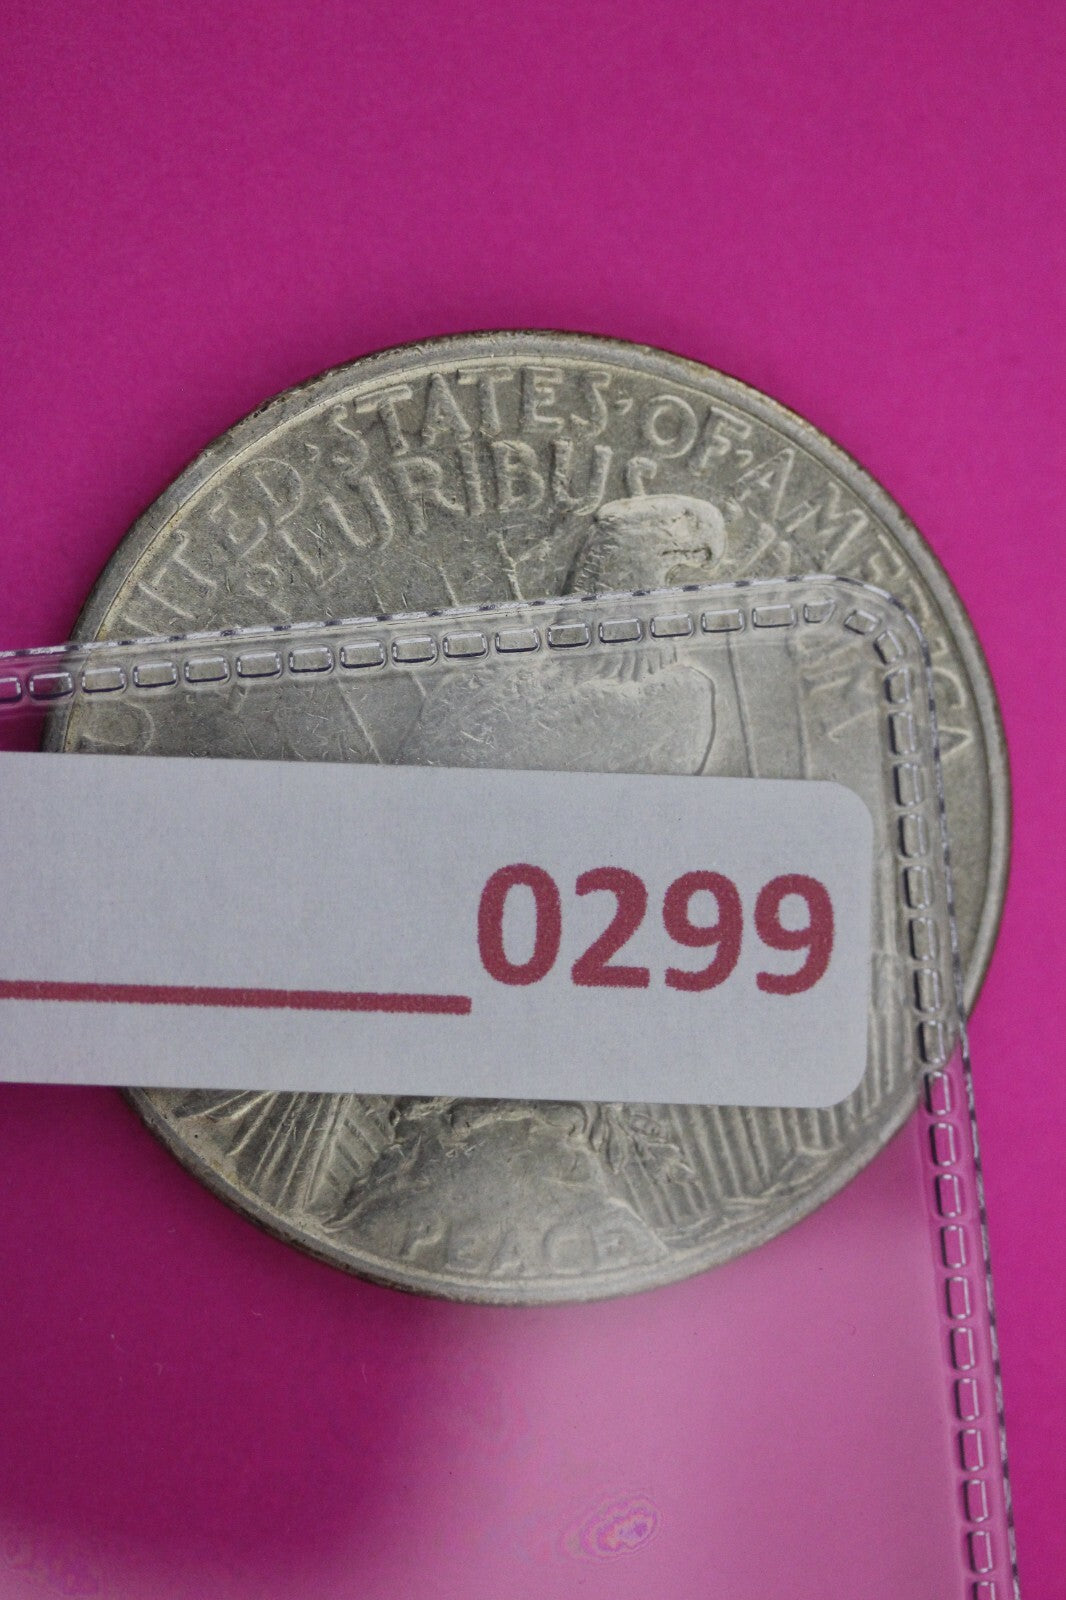 UNITED·STATES·OF·AMERICA
PLURIBUS
0299
PEACE